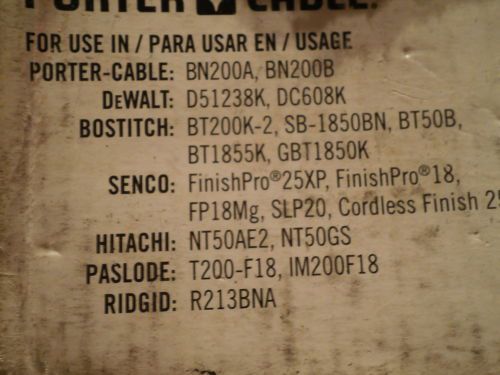 PORTER CABLE
FOR USE IN / PARA USAR EN / USAGE
PORTER-CABLE: BN200A, BN200B
DEWALT: D51238K, DC608K
BOSTITCH: BT200K-2, SB-1850BN, BT50B,
BT1855K, GBT1850K
SENCO: FinishPro®25XP, FinishPro®18,
FP18Mg, SLP20, Cordless Finish
HITACHI: NT50AE2, NT50GS
PASLODE: T200-F18, IM200F18
RIDGID: R213BNA